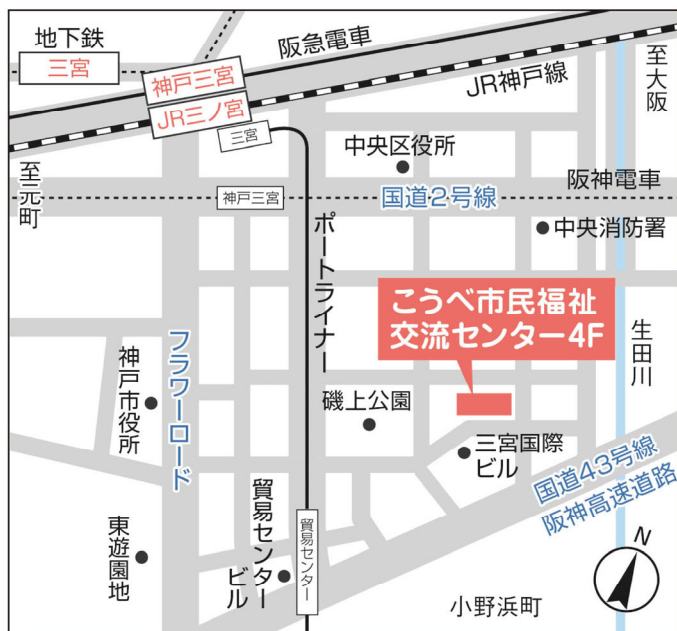 地下鉄
三宮
阪急電車
神戸三宮
JR三ノ宮
JR神戸線
至大阪
三宮
中央区役所
至元町
神戸三宮
国道2号線
阪神電車
中央消防署
ポートライナー
こうべ市民福祉
交流センター4F
生田川
フラワーロード
神戸市役所
磯上公園
三宮国際
ビル
国道43号線
阪神高速道路
貿易センター
ビル
貿易センター
東遊園地
小野浜町
N